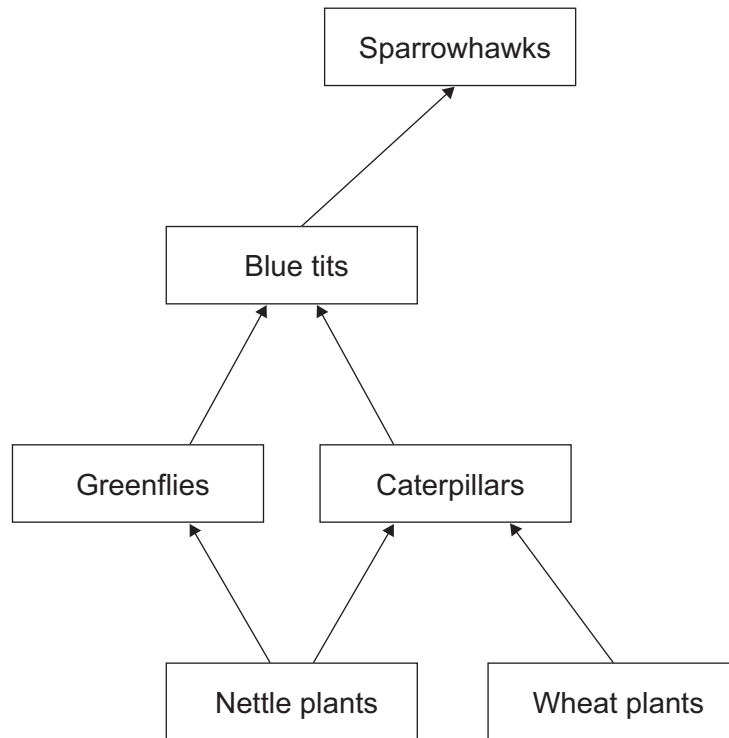 Sparrowhawks
Blue tits
Greenflies
Caterpillars
Nettle plants
Wheat plants